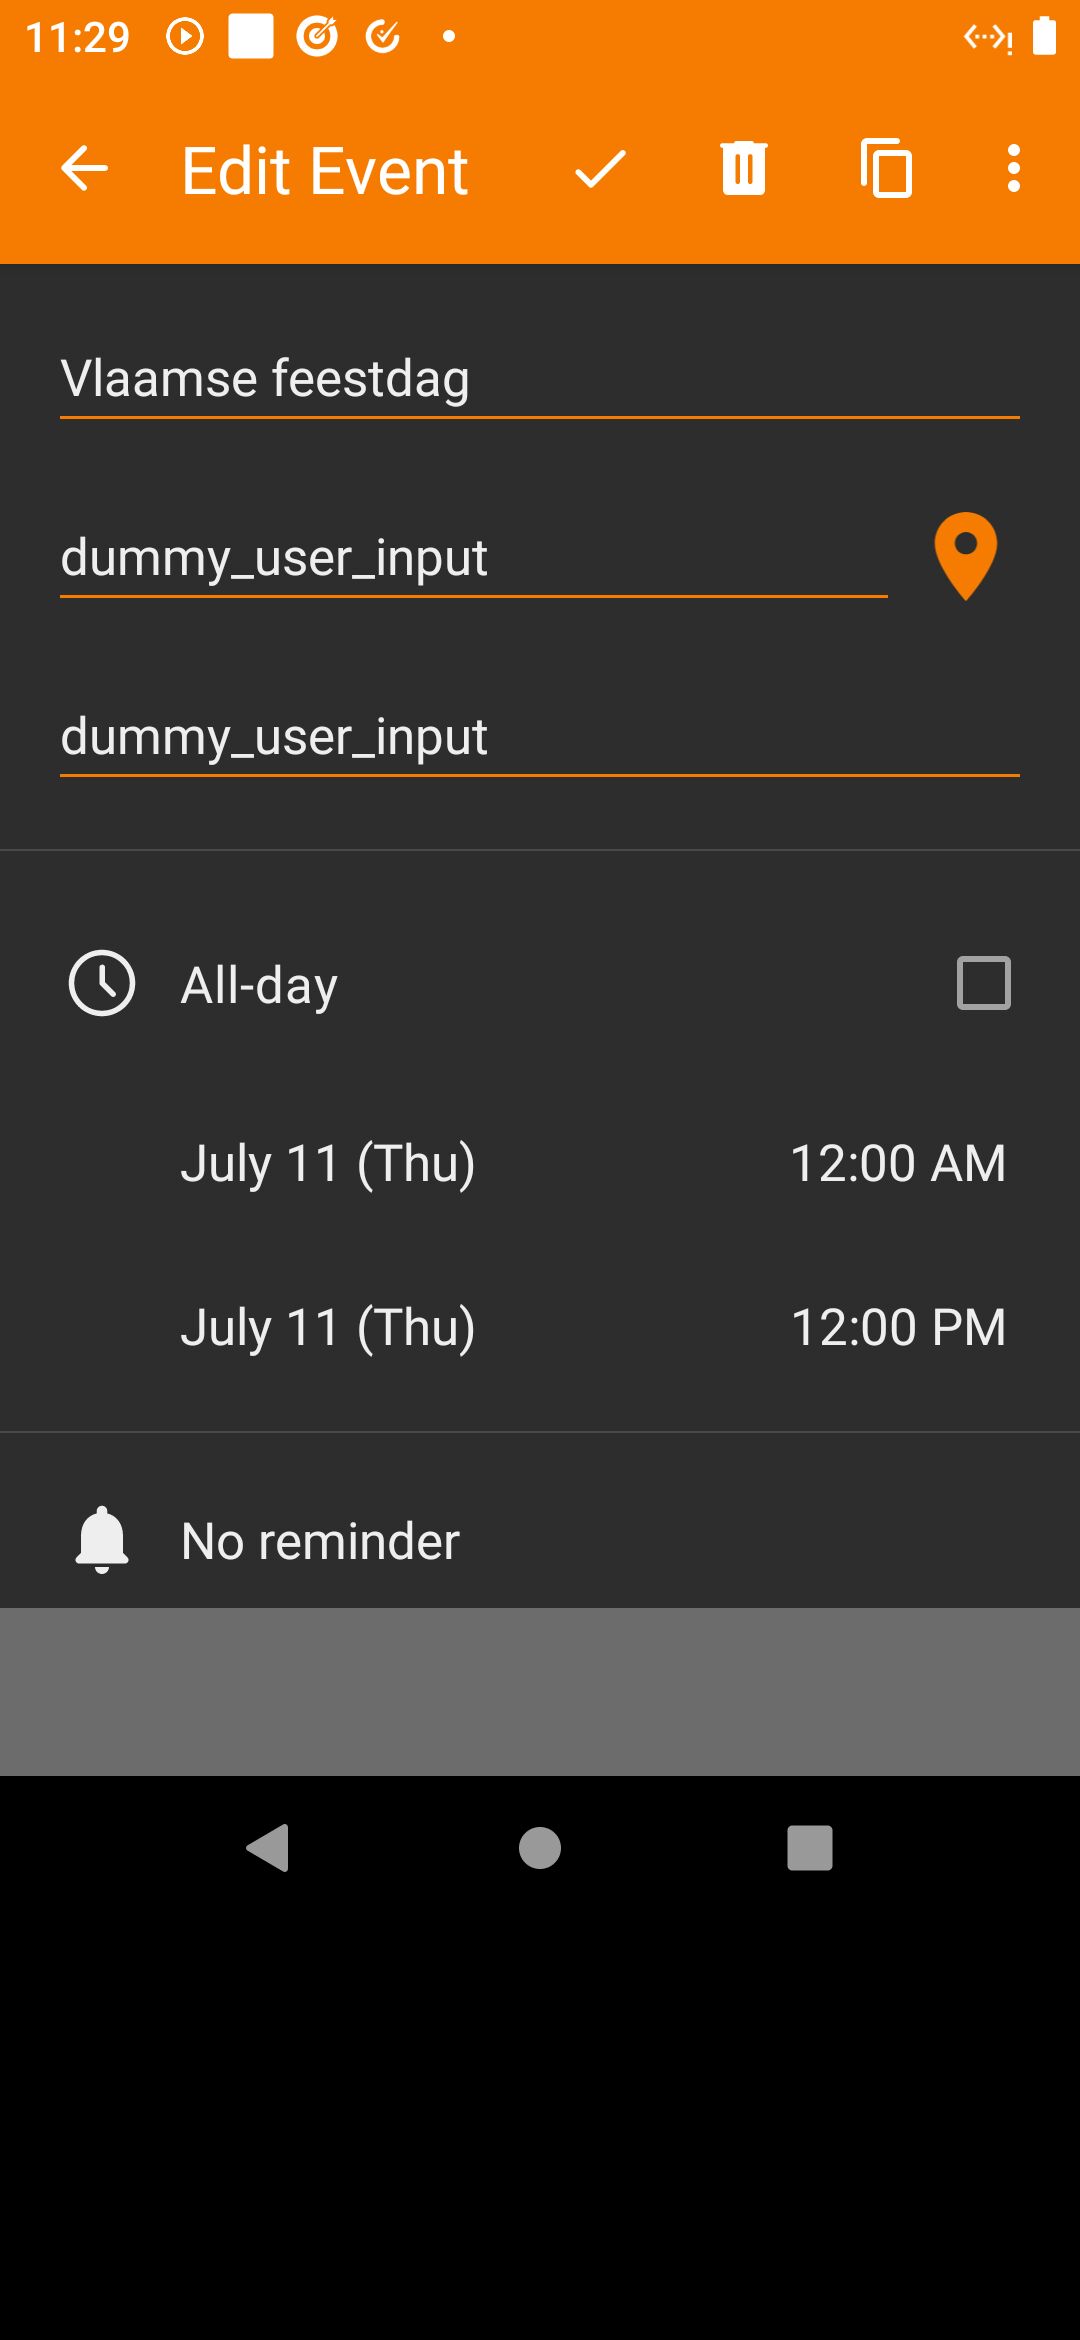 11:29
Edit Event
Vlaamse feestdag
dummy_user_input
dummy_user_input
All-day
July 11 (Thu) 12:00 AM
July 11 (Thu) 12:00 PM
No reminder